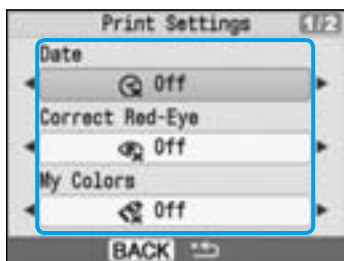 Print Settings 1/2
Date
Off
Correct Red-Eye
Off
My Colors
Off
BACK